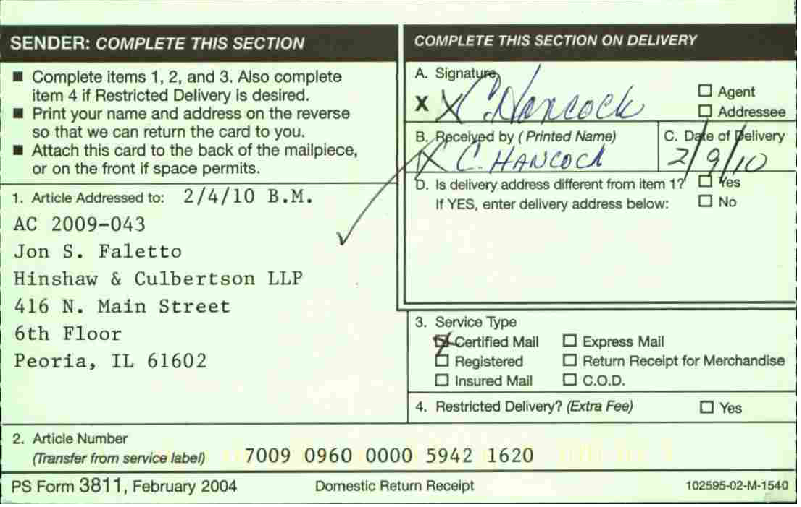 SENDER: COMPLETE THIS SECTION
■ Complete items 1, 2, and 3. Also complete
item 4 if Restricted Delivery is desired.
■ Print your name and address on the reverse
so that we can return the card to you.
■ Attach this card to the back of the mailpiece,
or on the front if space permits.
1. Article Addressed to: 2/4/10 B.M.
AC 2009-043
Jon S. Faletto
Hinshaw & Culbertson LLP
416 N. Main Street
6th Floor
Peoria, IL 61602
2. Article Number
(Transfer from service label) 7009 0960 0000 5942 1620
COMPLETE THIS SECTION ON DELIVERY
A. Signature
X X C. Hancock
☐ Agent
☐ Addressee
B. Received by (Printed Name)
X C. HANCOCK
C. Date of Delivery
2/9/10
D. Is delivery address different from item 1? ☐ Yes
If YES, enter delivery address below: ☐ No
3. Service Type
☒ Certified Mail ☐ Express Mail
☐ Registered ☐ Return Receipt for Merchandise
☐ Insured Mail ☐ C.O.D.
4. Restricted Delivery? (Extra Fee) ☐ Yes
PS Form 3811, February 2004 Domestic Return Receipt 102595-02-M-1540